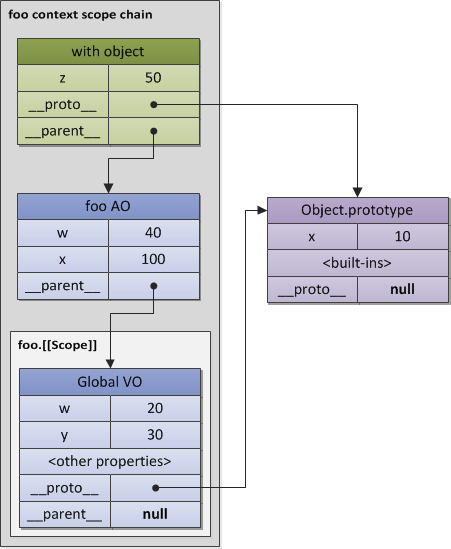 foo context scope chain
with object
z 50
__proto__
__parent__
foo AO
w 40
x 100
__parent__
foo.[[Scope]]
Global VO
w 20
y 30
<other properties>
__proto__
__parent__ null
Object.prototype
x 10
<built-ins>
__proto__ null